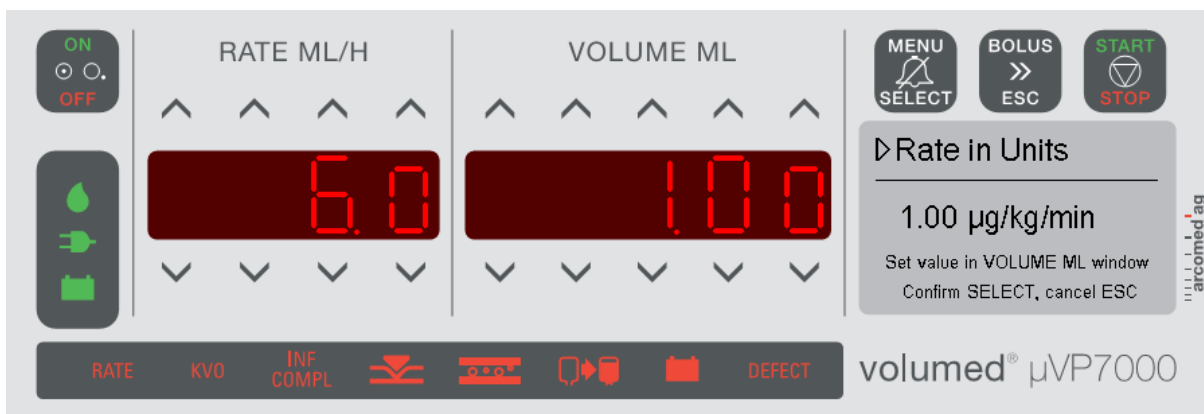 ON
OFF
RATE ML/H
VOLUME ML
MENU
SELECT
BOLUS
ESC
START
STOP
6.0
1.00
Rate in Units
1.00 µg/kg/min
Set value in VOLUME ML window
Confirm SELECT, cancel ESC
arcomed ag
RATE
KVO
INF
COMPL
DEFECT
volumed® µVP7000